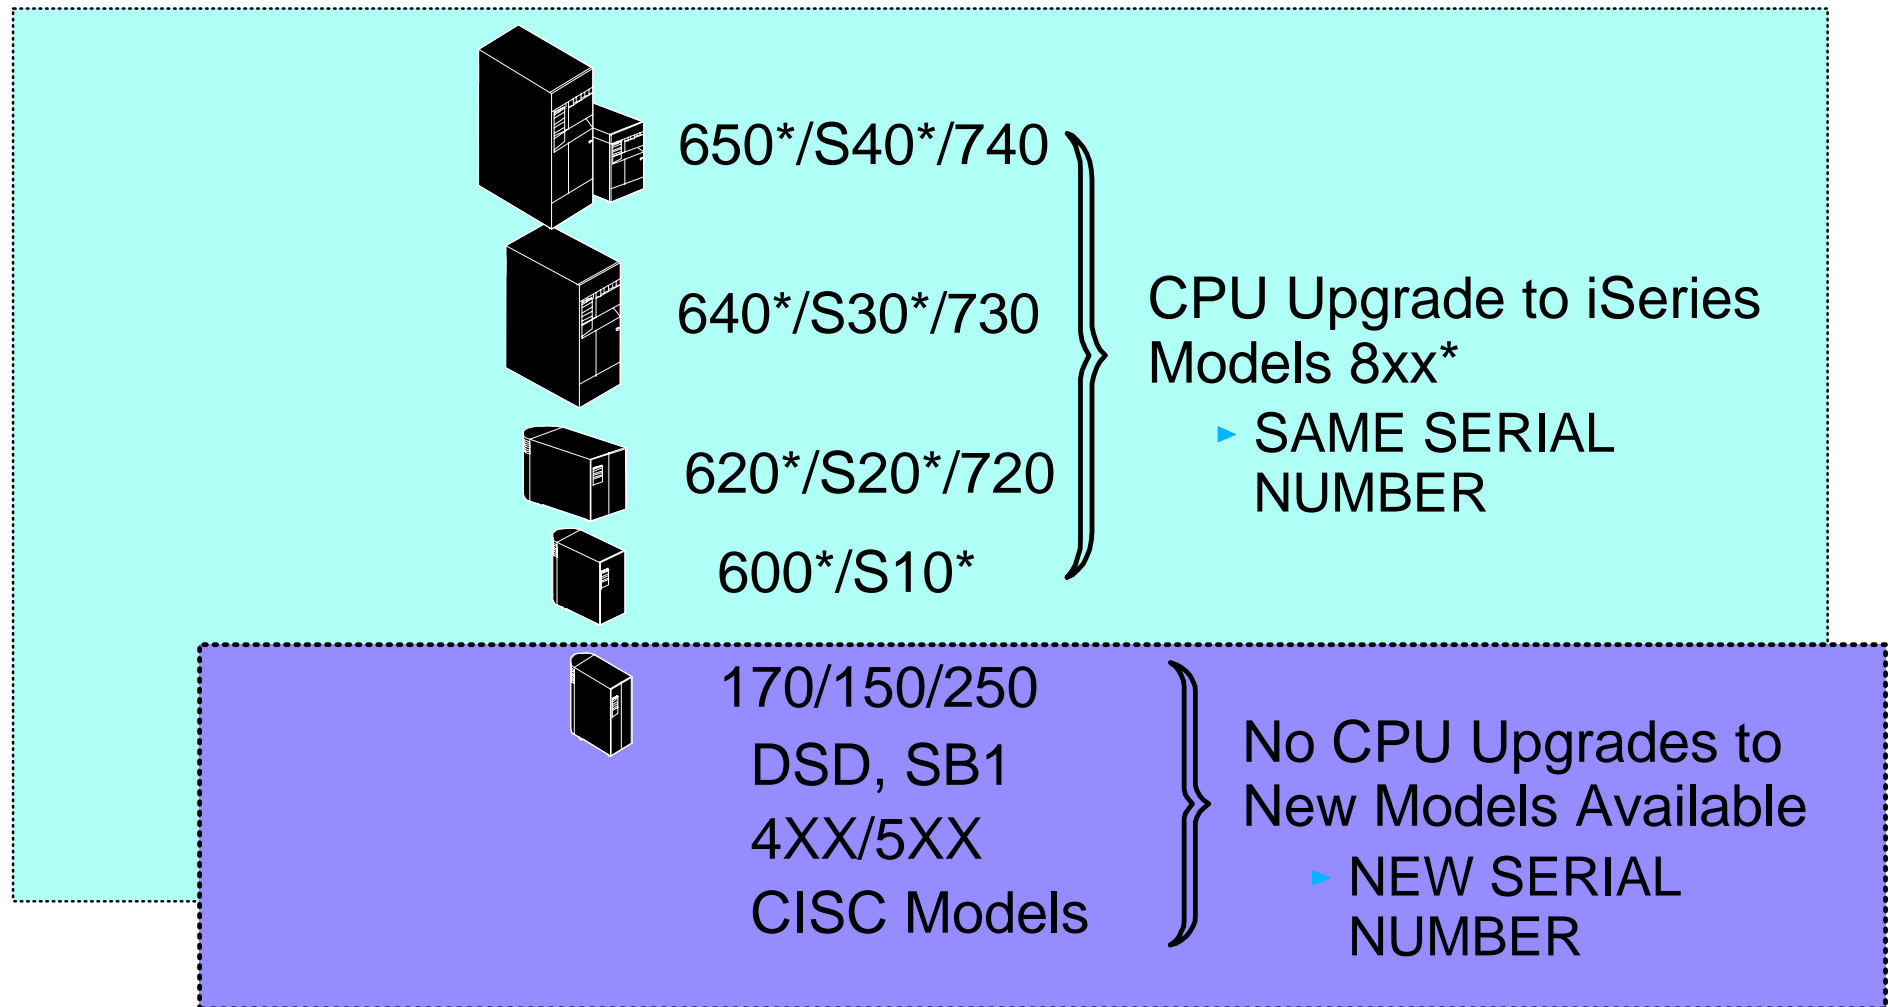 650*/S40*/740
640*/S30*/730
620*/S20*/720
600*/S10*
CPU Upgrade to iSeries
Models 8xx*
► SAME SERIAL
NUMBER
170/150/250
DSD, SB1
4XX/5XX
CISC Models
No CPU Upgrades to
New Models Available
► NEW SERIAL
NUMBER